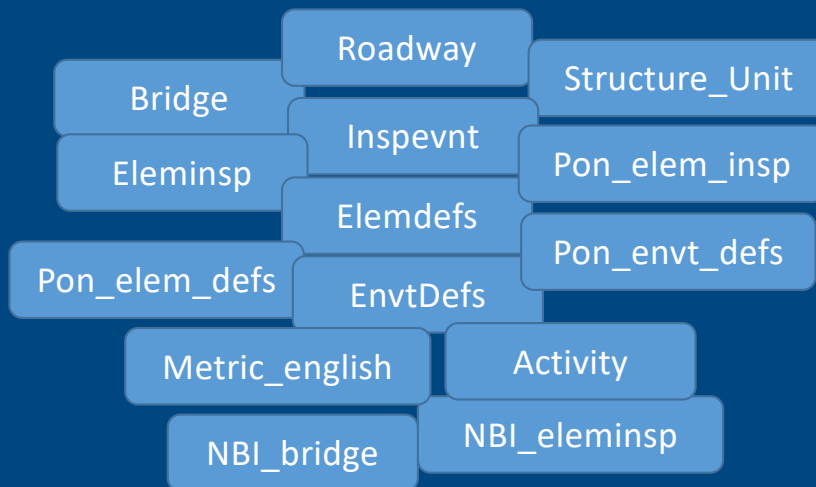 Roadway
Structure_Unit
Bridge
Inspevnt
Eleminsp
Pon_elem_insp
Elemdefs
Pon_envt_defs
Pon_elem_defs
EnvtDefs
Metric_english
Activity
NBI_bridge
NBI_eleminsp